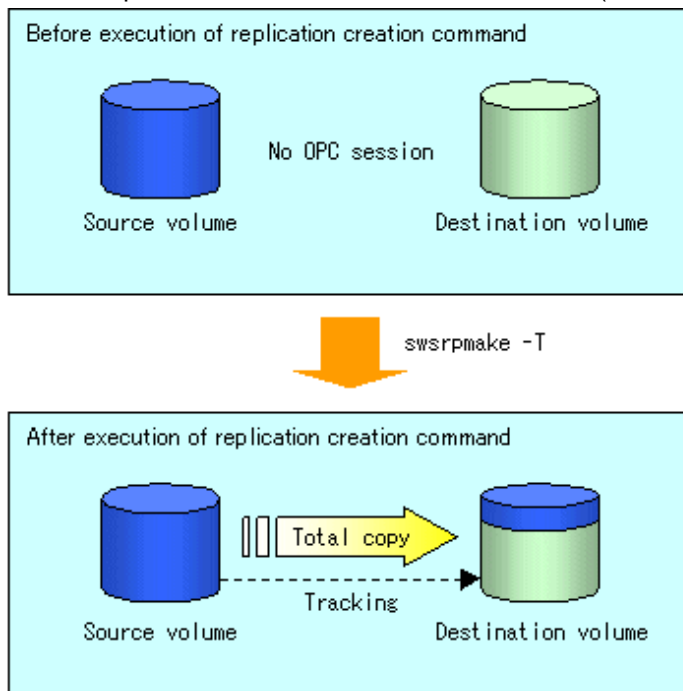 Before execution of replication creation command
No OPC session
Source volume
Destination volume
swsrpmake -T
After execution of replication creation command
Total copy
Tracking
Source volume
Destination volume